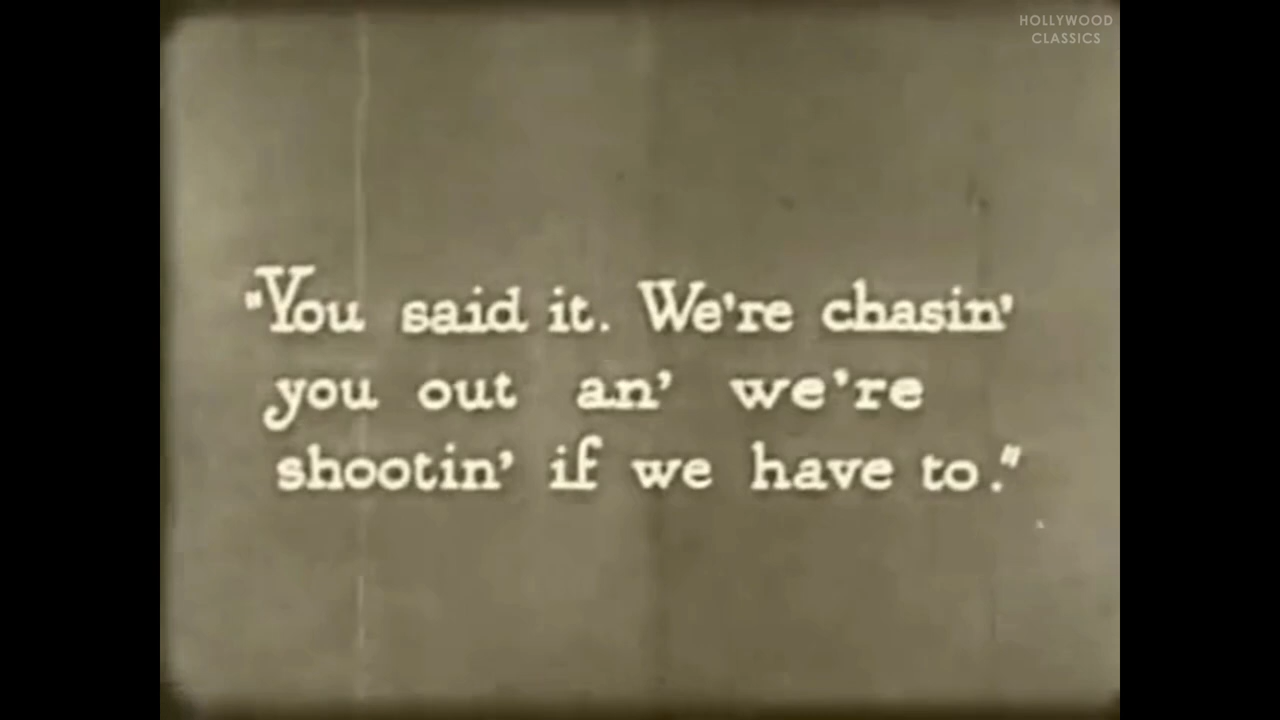 HOLLYWOOD
CLASSICS
"You said it. We're chasin'
you out an' we're
shootin' if we have to."